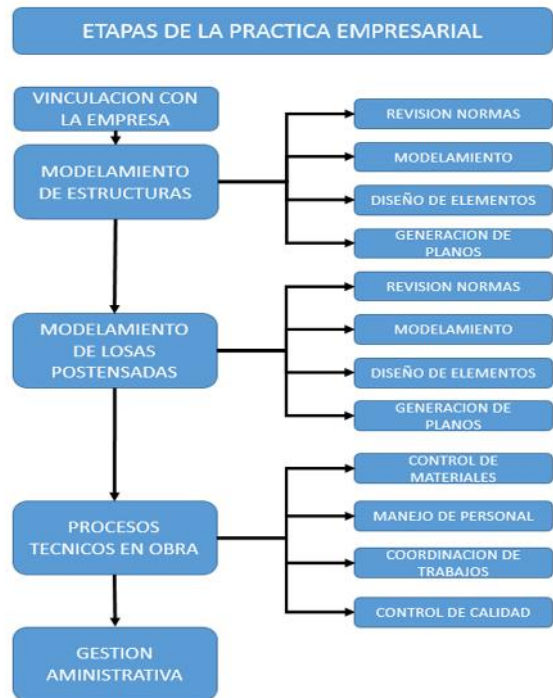 ETAPAS DE LA PRACTICA EMPRESARIAL
VINCULACION CON
LA EMPRESA
MODELAMIENTO
DE ESTRUCTURAS
REVISION NORMAS
MODELAMIENTO
DISEÑO DE ELEMENTOS
GENERACION DE
PLANOS
MODELAMIENTO
DE LOSAS
POSTENSADAS
REVISION NORMAS
MODELAMIENTO
DISEÑO DE ELEMENTOS
GENERACION DE
PLANOS
PROCESOS
TECNICOS EN OBRA
CONTROL DE
MATERIALES
MANEJO DE PERSONAL
COORDINACION DE
TRABAJOS
CONTROL DE CALIDAD
GESTION
AMINISTRATIVA